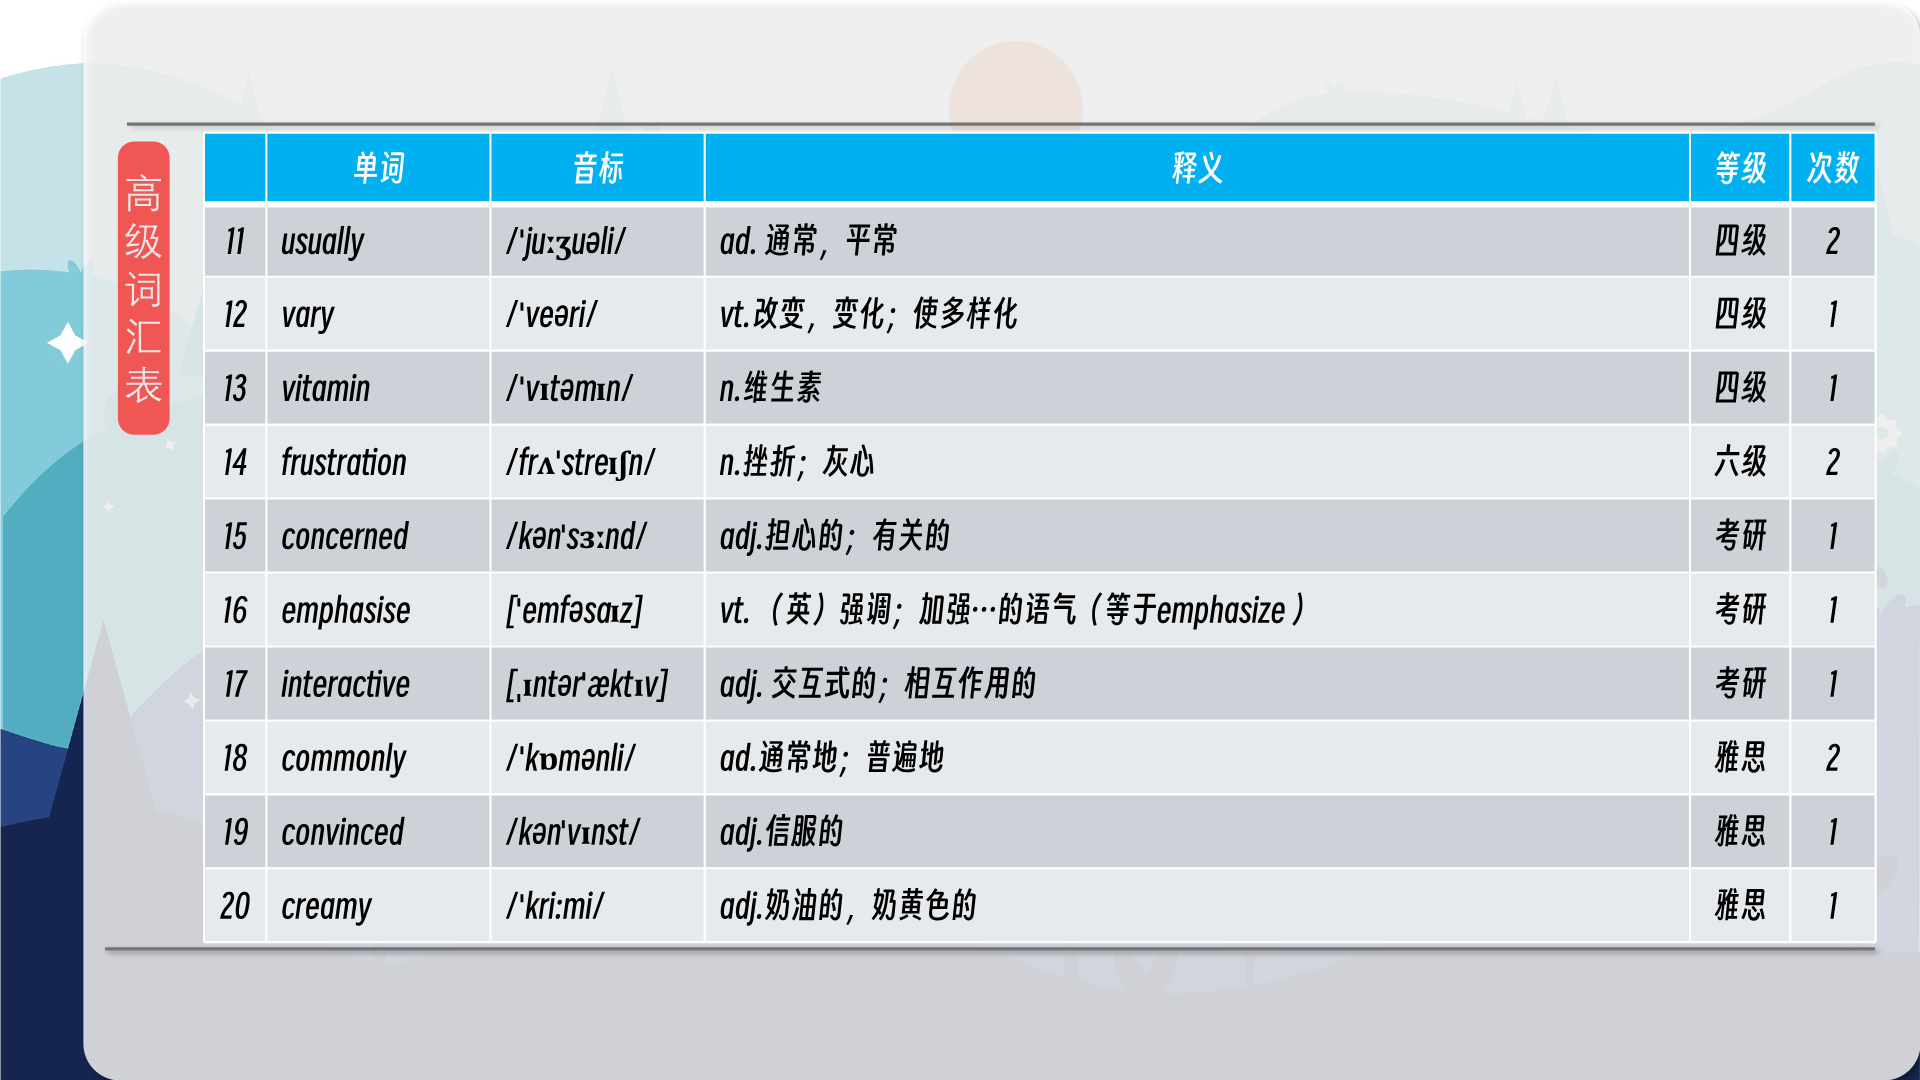 高级词汇表
单词 音标 释义 等级 次数
11 usually /ˈjuːʒuəli/ ad. 通常，平常 四级 2
12 vary /ˈveəri/ vt.改变，变化；使多样化 四级 1
13 vitamin /ˈvɪtəmɪn/ n.维生素 四级 1
14 frustration /frʌˈstreɪʃn/ n.挫折；灰心 六级 2
15 concerned /kənˈsɜːnd/ adj.担心的；有关的 考研 1
16 emphasise [ˈemfəsaɪz] vt. （英）强调；加强…的语气（等于emphasize ） 考研 1
17 interactive [ˌɪntərˈæktɪv] adj. 交互式的；相互作用的 考研 1
18 commonly /ˈkɒmənli/ ad.通常地；普遍地 雅思 2
19 convinced /kənˈvɪnst/ adj.信服的 雅思 1
20 creamy /ˈkri:mi/ adj.奶油的，奶黄色的 雅思 1